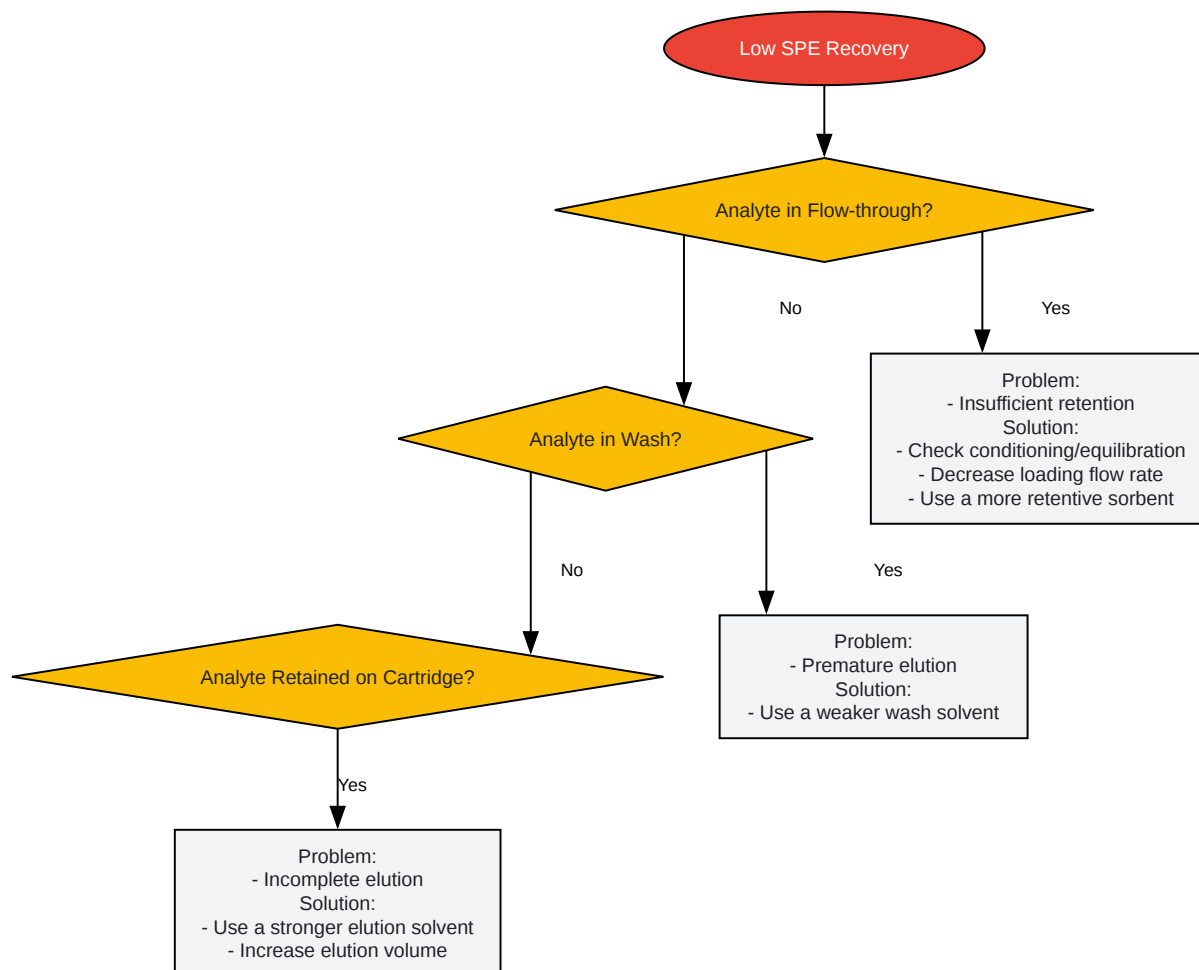 Low SPE Recovery
Analyte in Flow-through?
No
Yes
Problem:
- Insufficient retention
Solution:
- Check conditioning/equilibration
- Decrease loading flow rate
- Use a more retentive sorbent
Analyte in Wash?
No
Yes
Problem:
- Premature elution
Solution:
- Use a weaker wash solvent
Analyte Retained on Cartridge?
Yes
Problem:
- Incomplete elution
Solution:
- Use a stronger elution solvent
- Increase elution volume